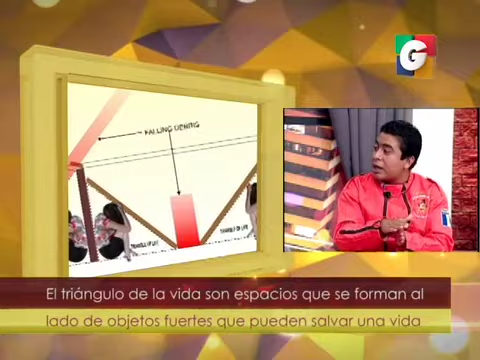 G
FALLING DEBRIS
TRIANGLE OF LIFE
TRIANGLE OF LIFE
El triángulo de la vida son espacios que se forman al
lado de objetos fuertes que pueden salvar una vida